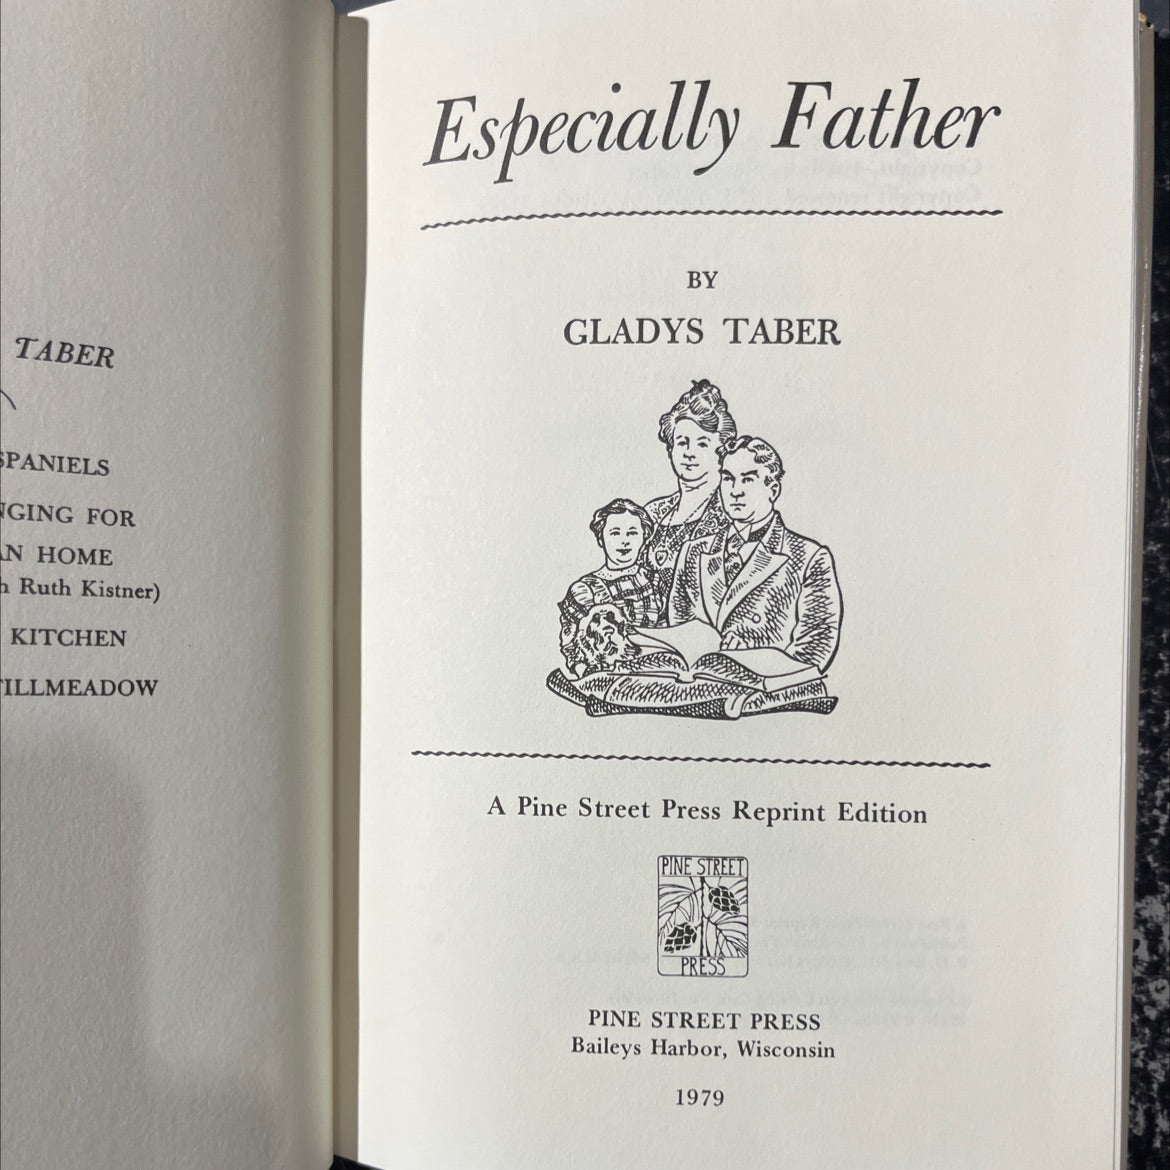 TABER
SPANIELS
NGING FOR
AN HOME
h Ruth Kistner)
KITCHEN
TILLMEADOW
Especially Father
BY
GLADYS TABER
A Pine Street Press Reprint Edition
PINE STREET
PRESS
PINE STREET PRESS
Baileys Harbor, Wisconsin
1979